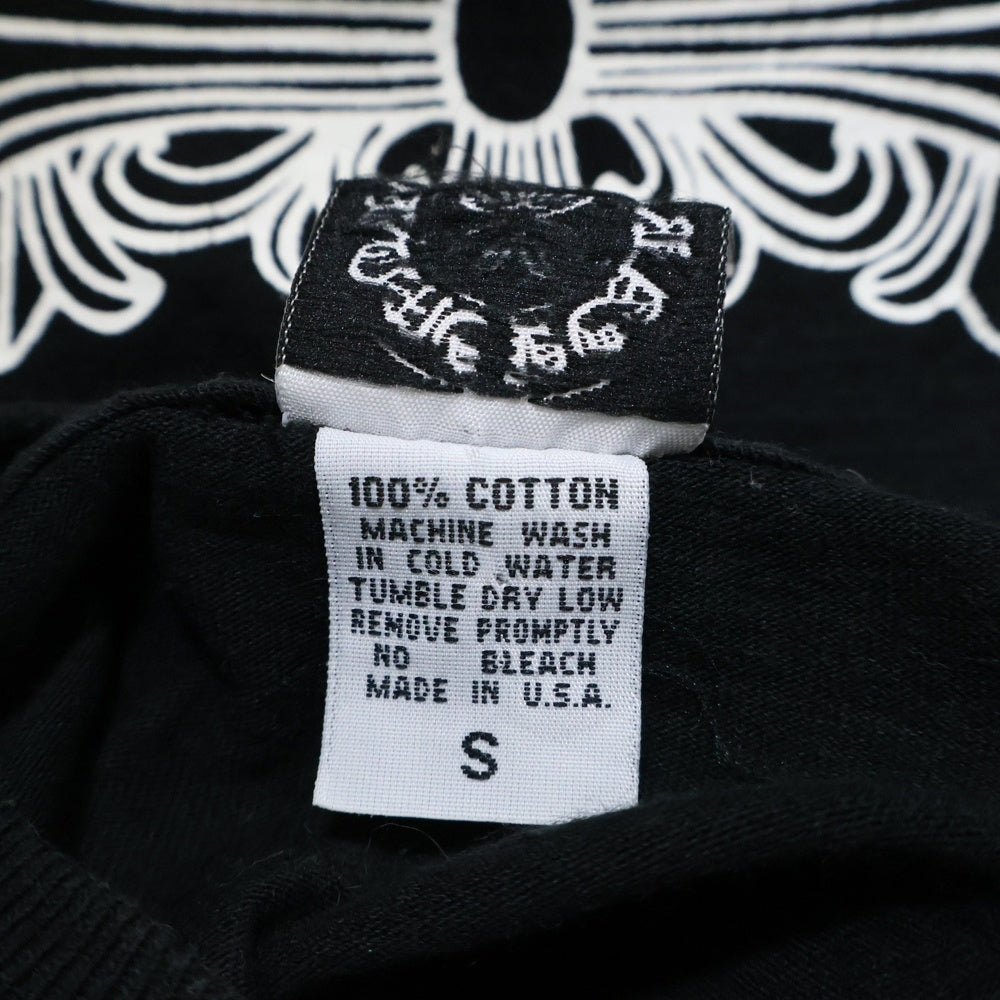 100% COTTON
MACHINE WASH
IN COLD WATER
TUMBLE DRY LOW
REMOVE PROMPTLY
NO BLEACH
MADE IN U.S.A.
S